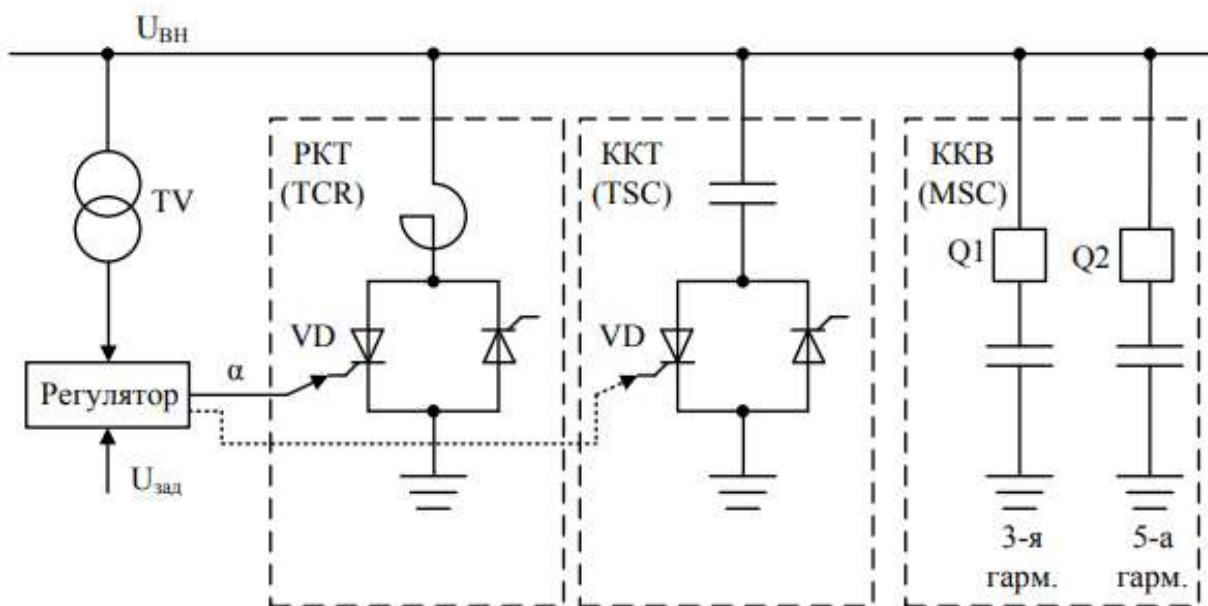 Uвн
РКТ
(TCR)
ККТ
(TSC)
ККВ
(MSC)
TV
Q1
Q2
VD
VD
α
Регулятор
Uзад
3-я
гарм.
5-а
гарм.